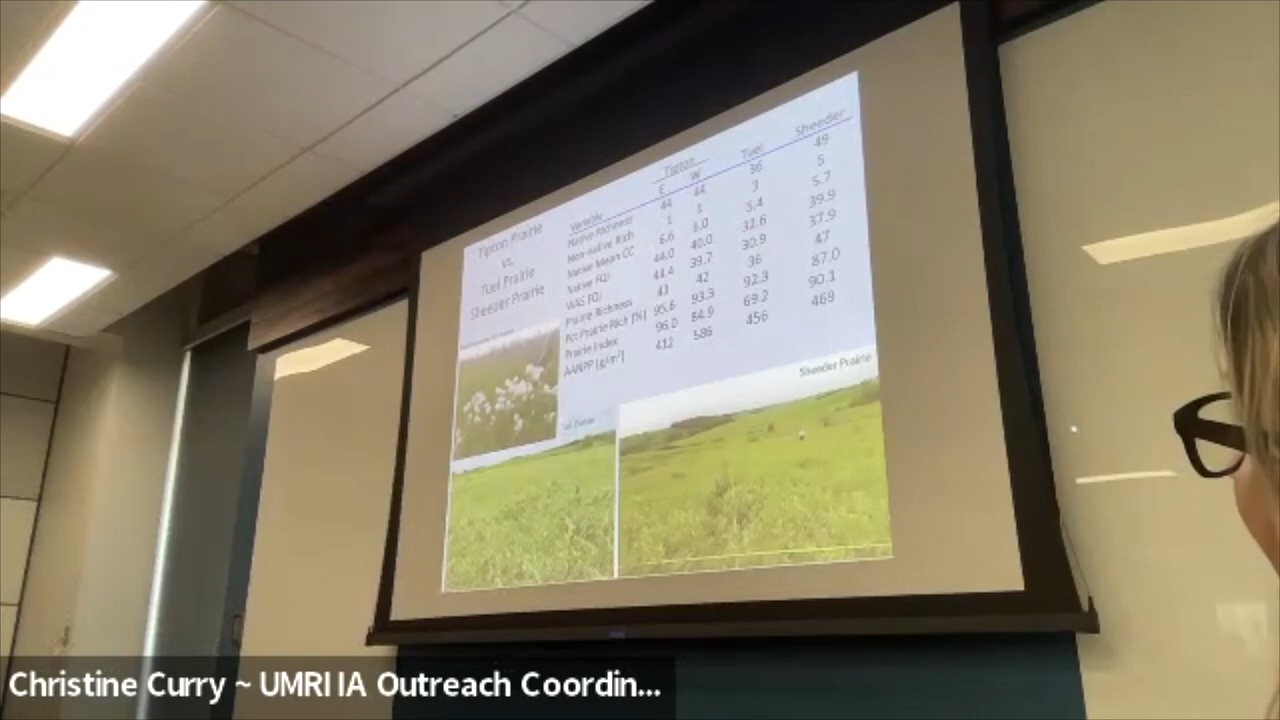 Tipton Prairie
vs.
Tuel Prairie
Sheeder Prairie
Tipton Tuel Sheeder
Variable E W
Native Richness 44 44 36 49
Non-native Rich 1 3 5
Native Mean CC 6.6 6.0 5.4 5.7
Native FQI 44.0 40.0 32.6 39.9
WAS FQI 44.4 39.7 30.9 37.9
Prairie Richness 43 42 36 47
Pct Prairie Rich (%) 95.6 93.3 92.3 87.0
Prairie Index 96.0 84.9 69.2 90.1
AANPP (g/m²) 412 586 456 469
Tuel Prairie
Sheeder Prairie
Christine Curry ~ UMRI IA Outreach Coordin...